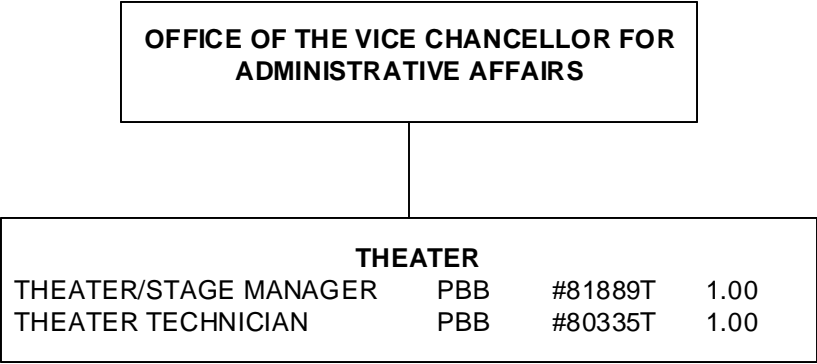 OFFICE OF THE VICE CHANCELLOR FOR
ADMINISTRATIVE AFFAIRS
THEATER
THEATER/STAGE MANAGER PBB #81889T 1.00
THEATER TECHNICIAN PBB #80335T 1.00